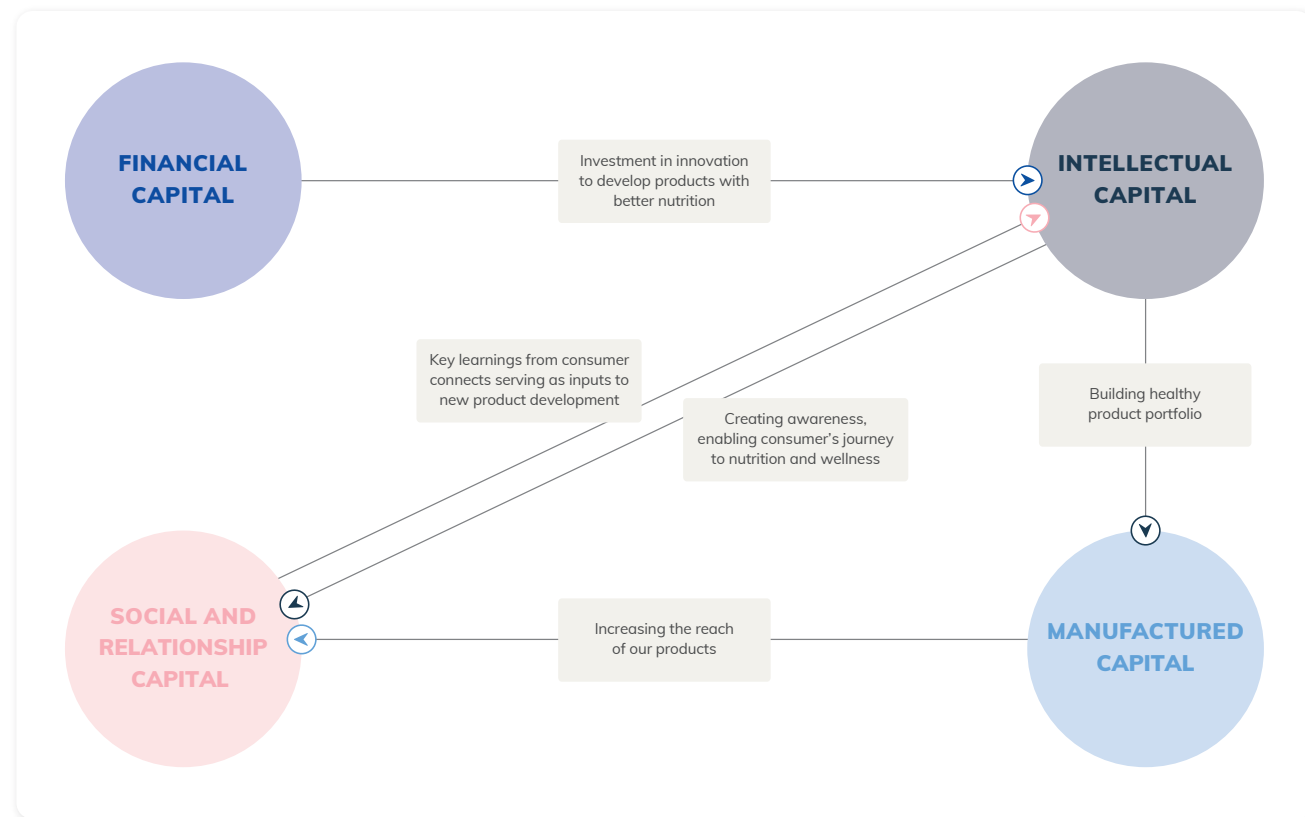 FINANCIAL
CAPITAL
Investment in innovation
to develop products with
better nutrition
INTELLECTUAL
CAPITAL
Key learnings from consumer
connects serving as inputs to
new product development
Creating awareness,
enabling consumer’s journey
to nutrition and wellness
Building healthy
product portfolio
SOCIAL AND
RELATIONSHIP
CAPITAL
Increasing the reach
of our products
MANUFACTURED
CAPITAL